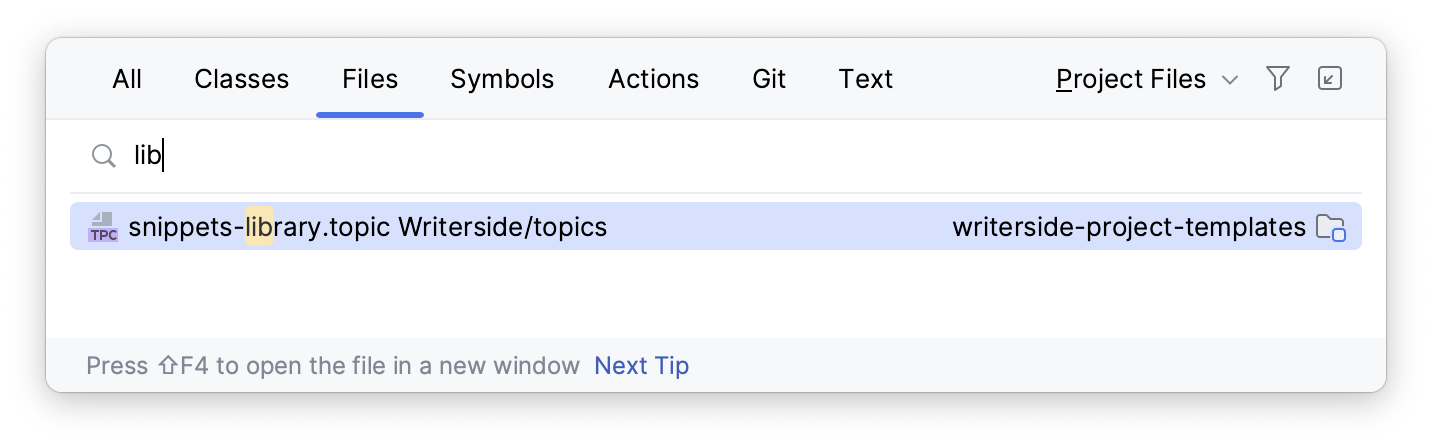 All Classes Files Symbols Actions Git Text Project Files
lib
TPC snippets-library.topic Writerside/topics writerside-project-templates
Press ⇧F4 to open the file in a new window Next Tip